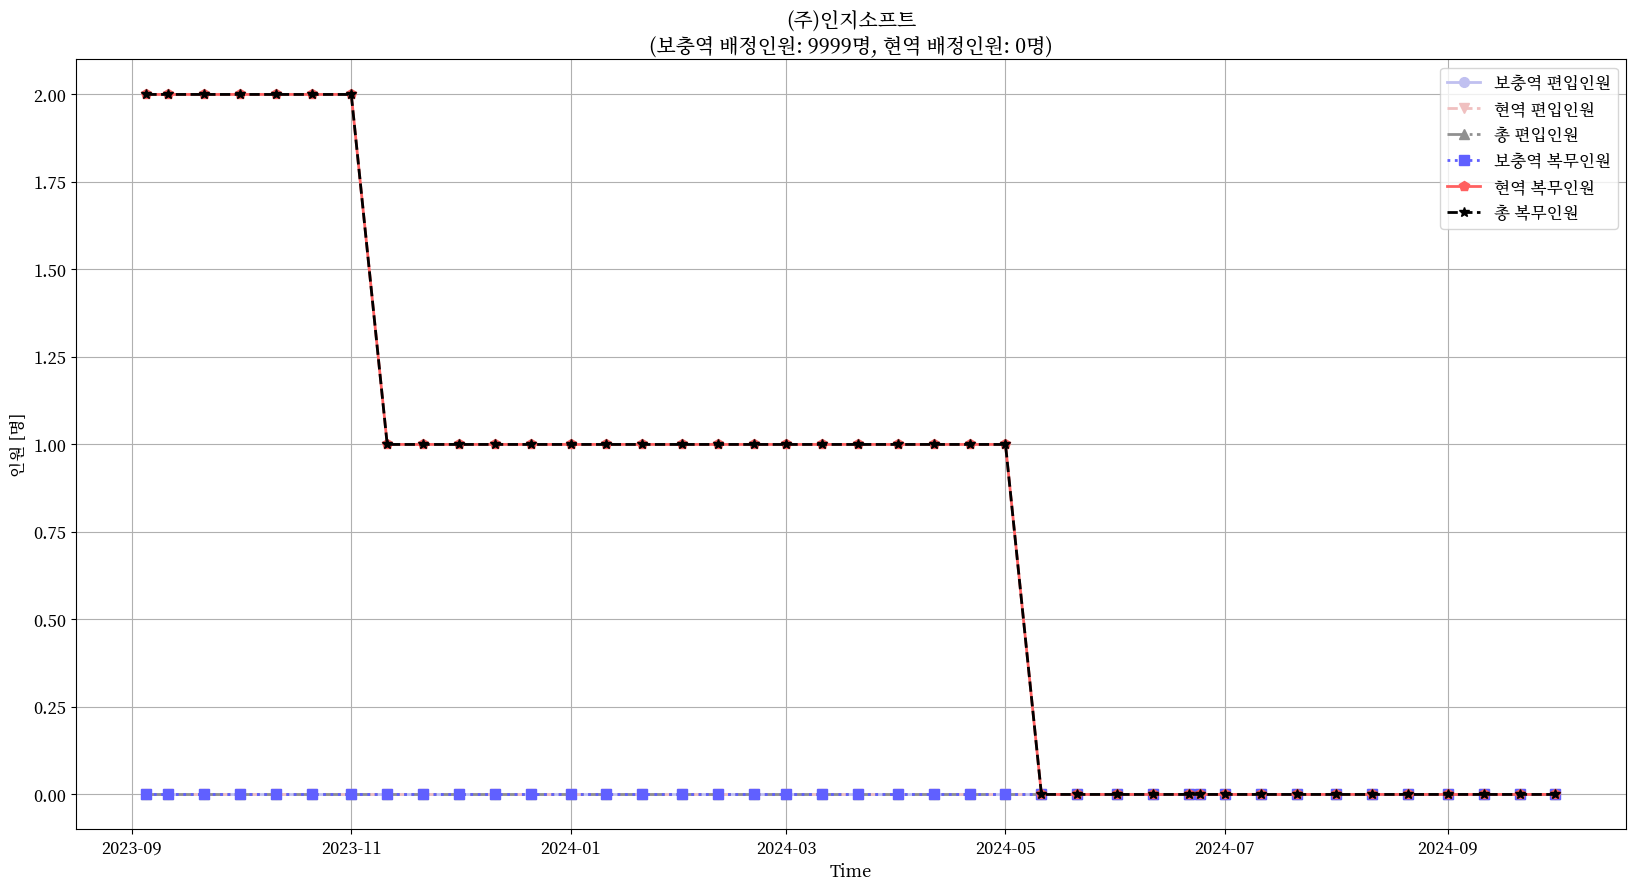 (주)인지소프트
(보충역 배정인원: 9999명, 현역 배정인원: 0명)
보충역 편입인원
현역 편입인원
총 편입인원
보충역 복무인원
현역 복무인원
총 복무인원
인원 [명]
2.00
1.75
1.50
1.25
1.00
0.75
0.50
0.25
0.00
2023-09
2023-11
2024-01
2024-03
2024-05
2024-07
2024-09
Time